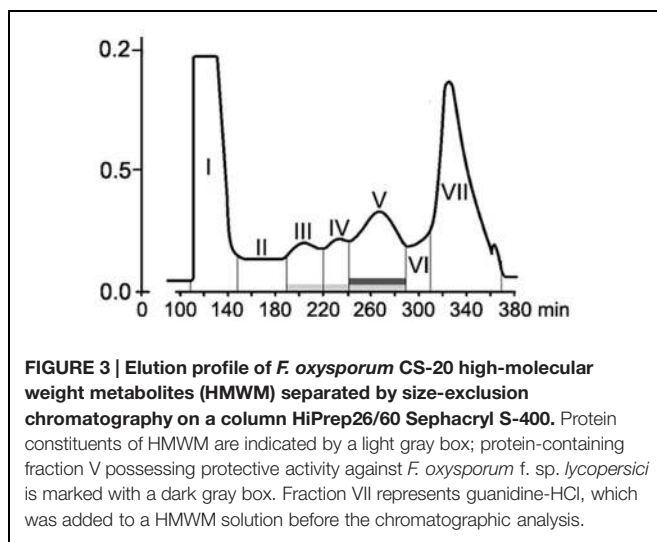 0.2
I
II
III
IV
V
VI
VII
0.5
0.0
0 100 140 180 220 260 300 340 380 min
FIGURE 3 | Elution profile of F. oxysporum CS-20 high-molecular
weight metabolites (HMWM) separated by size-exclusion
chromatography on a column HiPrep26/60 Sephacryl S-400. Protein
constituents of HMWM are indicated by a light gray box; protein-containing
fraction V possessing protective activity against F. oxysporum f. sp. lycopersici
is marked with a dark gray box. Fraction VII represents guanidine-HCl, which
was added to a HMWM solution before the chromatographic analysis.